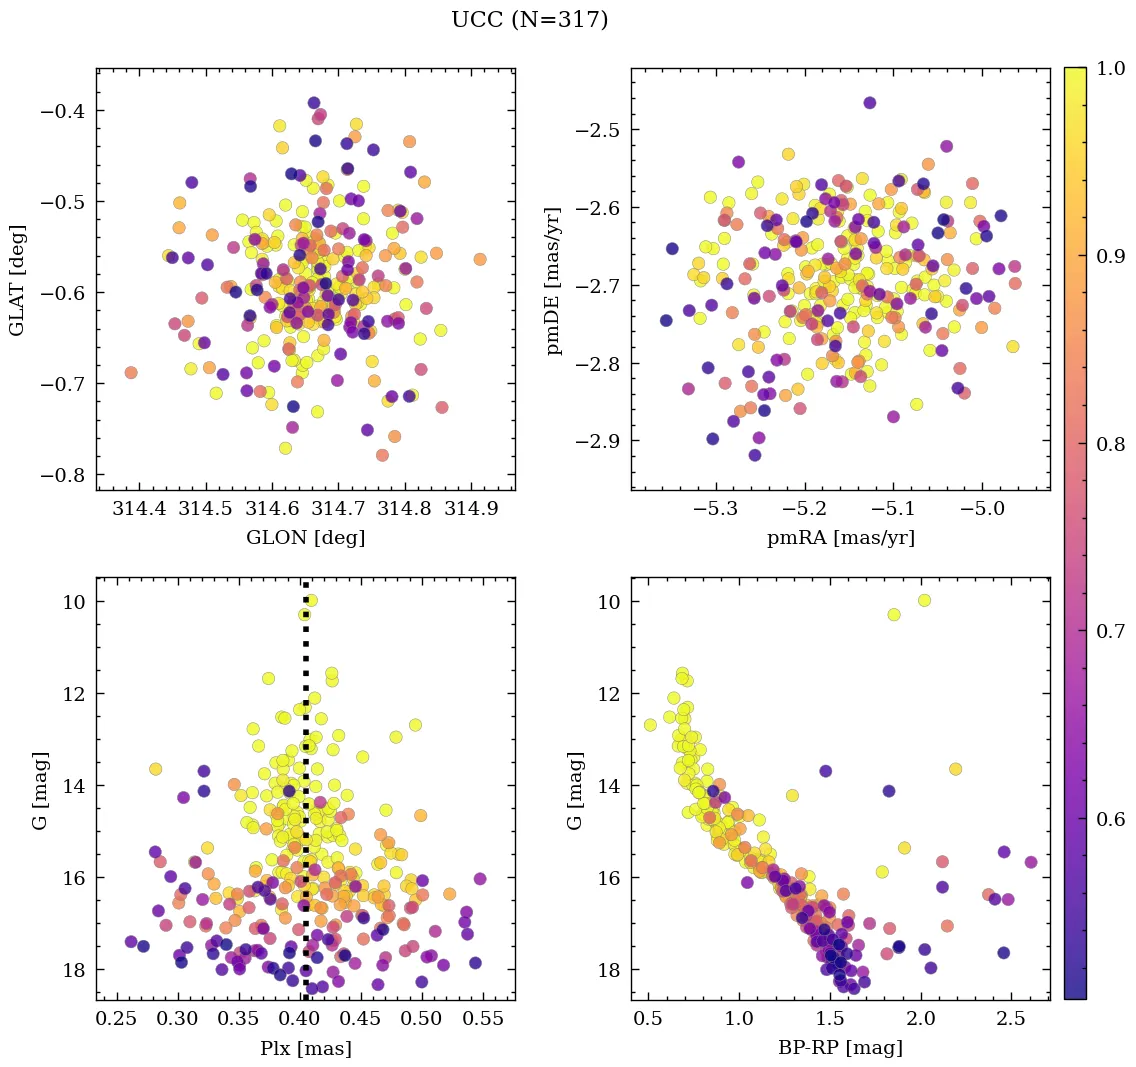 UCC (N=317)
−0.4
−0.5
−0.6
−0.7
−0.8
GLAT [deg]
314.4 314.5 314.6 314.7 314.8 314.9
GLON [deg]
−2.5
−2.6
−2.7
−2.8
−2.9
pmDE [mas/yr]
−5.3 −5.2 −5.1 −5.0
pmRA [mas/yr]
1.0
0.9
0.8
0.7
0.6
10
12
14
16
18
G [mag]
0.25 0.30 0.35 0.40 0.45 0.50 0.55
Plx [mas]
10
12
14
16
18
G [mag]
0.5 1.0 1.5 2.0 2.5
BP-RP [mag]